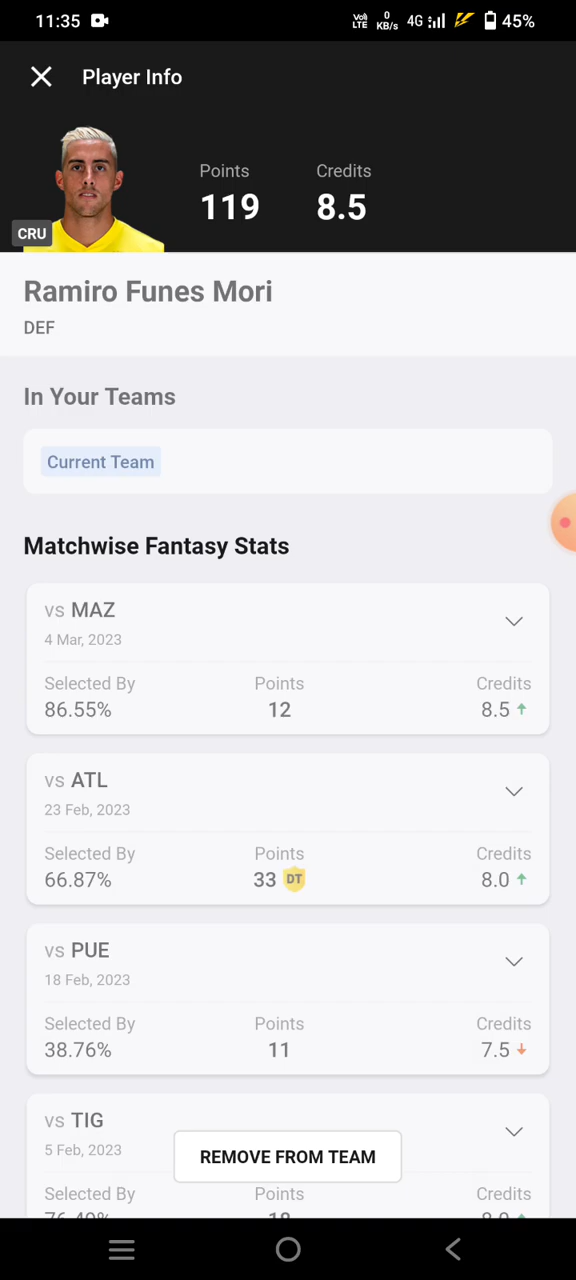 11:35
Vo) LTE
0 KB/s
4G
45%
Player Info
Points
Credits
119
8.5
CRU
Ramiro Funes Mori
DEF
In Your Teams
Current Team
Matchwise Fantasy Stats
vs MAZ
4 Mar, 2023
Selected By Points Credits
86.55% 12 8.5
vs ATL
23 Feb, 2023
Selected By Points Credits
66.87% 33 DT 8.0
vs PUE
18 Feb, 2023
Selected By Points Credits
38.76% 11 7.5
vs TIG
5 Feb, 2023
REMOVE FROM TEAM
Selected By Points Credits